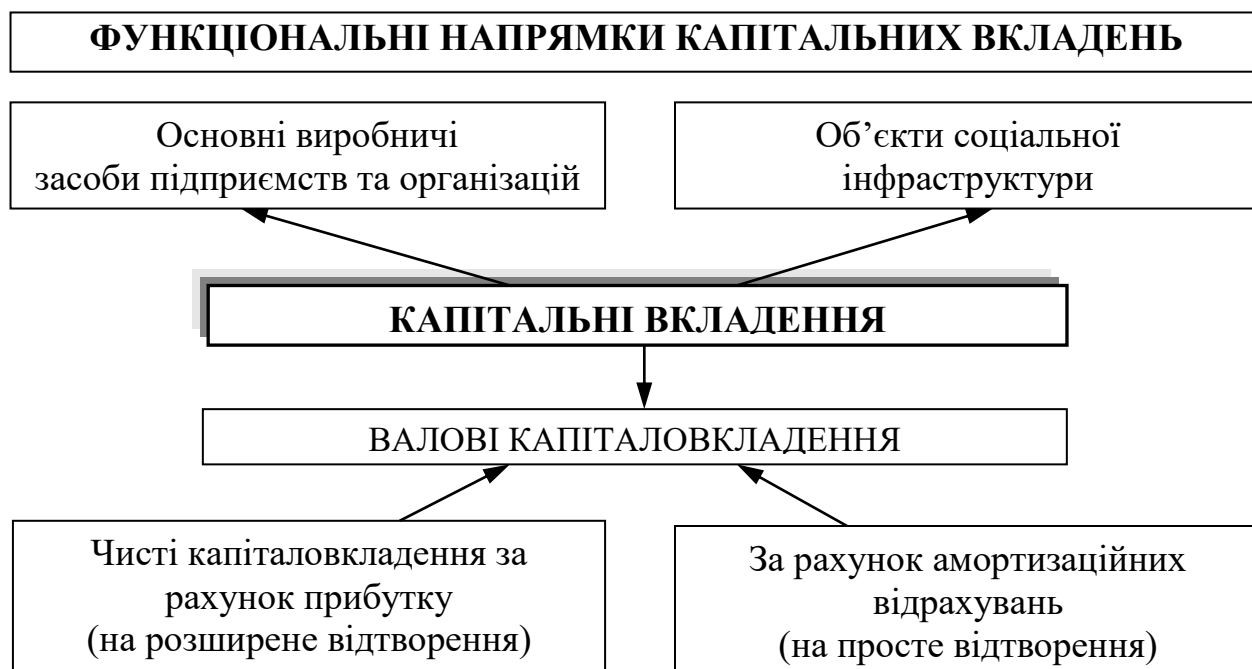 ФУНКЦІОНАЛЬНІ НАПРЯМКИ КАПІТАЛЬНИХ ВКЛАДЕНЬ
Основні виробничі
засоби підприємств та організацій
Об’єкти соціальної
інфраструктури
КАПІТАЛЬНІ ВКЛАДЕННЯ
ВАЛОВІ КАПІТАЛОВКЛАДЕННЯ
Чисті капіталовкладення за
рахунок прибутку
(на розширене відтворення)
За рахунок амортизаційних
відрахувань
(на просте відтворення)